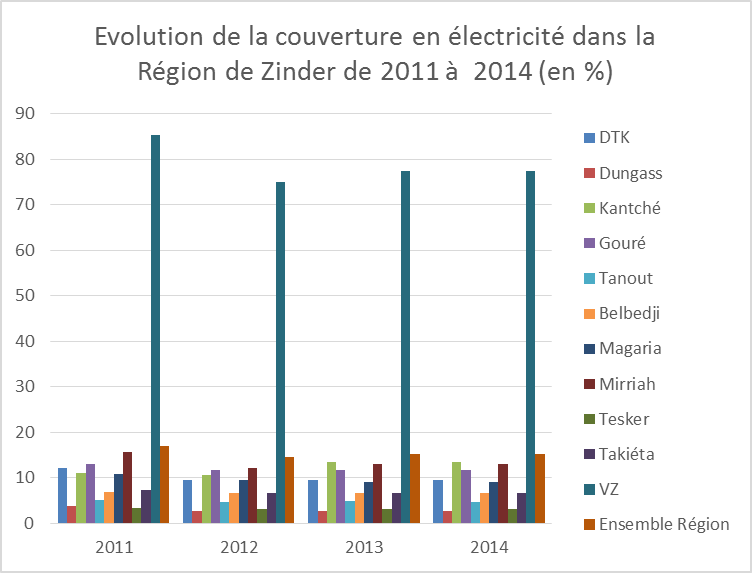 Evolution de la couverture en électricité dans la
Région de Zinder de 2011 à 2014 (en %)
90
80
70
60
50
40
30
20
10
0
2011
2012
2013
2014
DTK
Dungass
Kantché
Gouré
Tanout
Belbedji
Magaria
Mirriah
Tesker
Takiéta
VZ
Ensemble Région